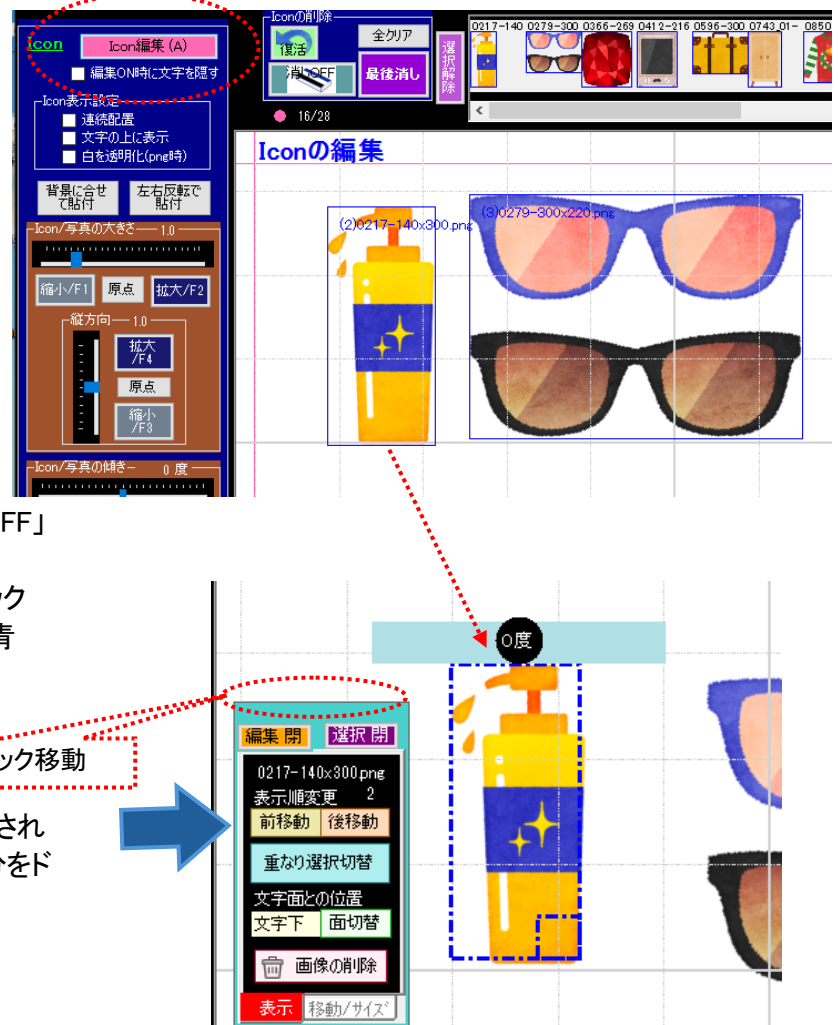 Icon
Icon編集 (A)
編集ON時に文字を隠す
Icon表示設定
連続配置
文字の上に表示
白を透明化(png時)
背景に合せ
て貼付
左右反転で
貼付
Icon/写真の大きさ 1.0
縮小/F1
原点
拡大/F2
縦方向 1.0
拡大
/F4
原点
縮小
/F3
Icon/写真の傾き 0 度
Iconの削除
復活
全クリア
消しOFF
最後消し
選択解除
16/28
0217-140 0279-300 0366-269 0412-216 0596-300 0743_01- 0850
<
Iconの編集
(2)0217-140x300.png
(3)0279-300x220.png
FF」
ック
青
ック移動
され
分をド
0度
編集 閉
選択 閉
0217-140x300.png
表示順変更 2
前移動
後移動
重なり選択切替
文字面との位置
文字下
面切替
画像の削除
表示
移動/サイズ